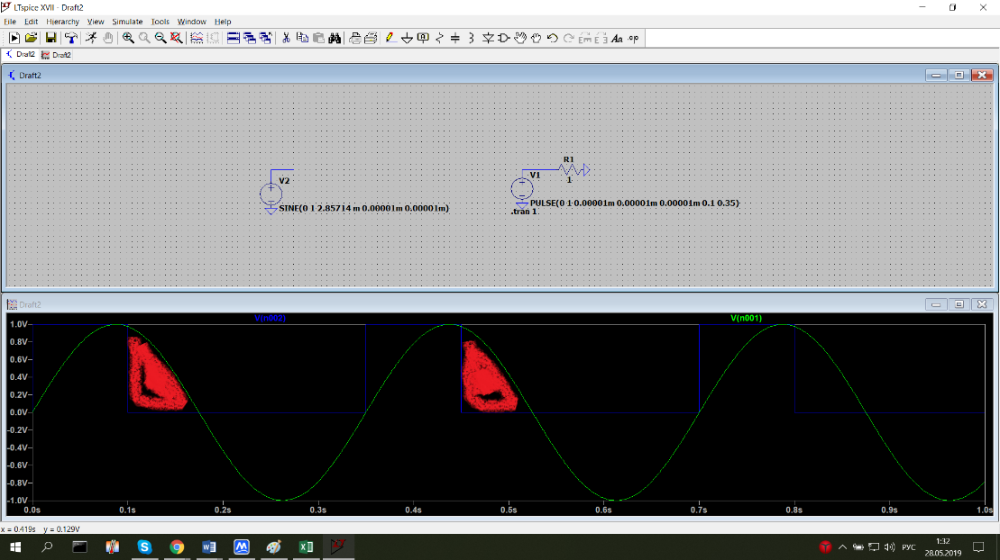 LTspice XVII - Draft2
File Edit Hierarchy View Simulate Tools Window Help
Draft2 Draft2
Draft2
R1
V2
V1
1
SINE(0 1 2.85714 m 0.00001m 0.00001m)
PULSE(0 1 0.00001m 0.00001m 0.00001m 0.1 0.35)
.tran 1
Draft2
V(n002) V(n001)
1.0V
0.8V
0.6V
0.4V
0.2V
0.0V
-0.2V
-0.4V
-0.6V
-0.8V
-1.0V
0.0s 0.1s 0.2s 0.3s 0.4s 0.5s 0.6s 0.7s 0.8s 0.9s 1.0s
x = 0.419s y = 0.129V
РУС
1:32
28.05.2019